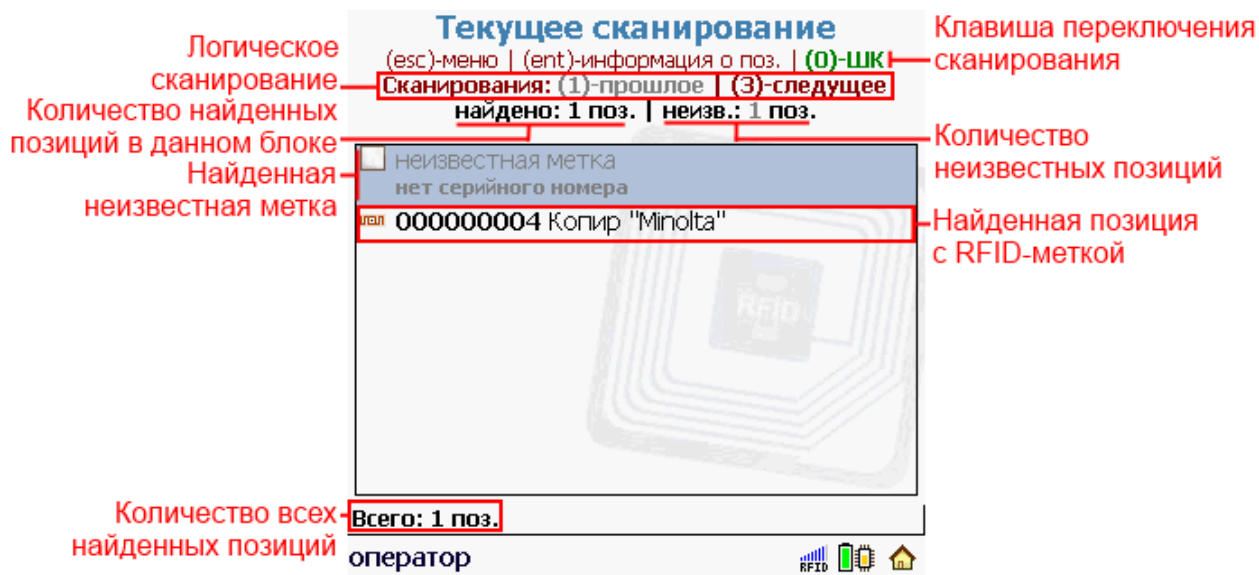 Текущее сканирование
(esc)-меню | (ent)-информация о поз. | (0)-ШК
Сканирования: (1)-прошлое | (3)-следущее
найдено: 1 поз. | неизв.: 1 поз.
неизвестная метка
нет серийного номера
000000004 Копир "Minolta"
RFID
Всего: 1 поз.
оператор
RFID
Логическое
сканирование
Количество найденных
позиций в данном блоке
Найденная
неизвестная метка
Количество всех
найденных позиций
Клавиша переключения
сканирования
Количество
неизвестных позиций
Найденная позиция
с RFID-меткой